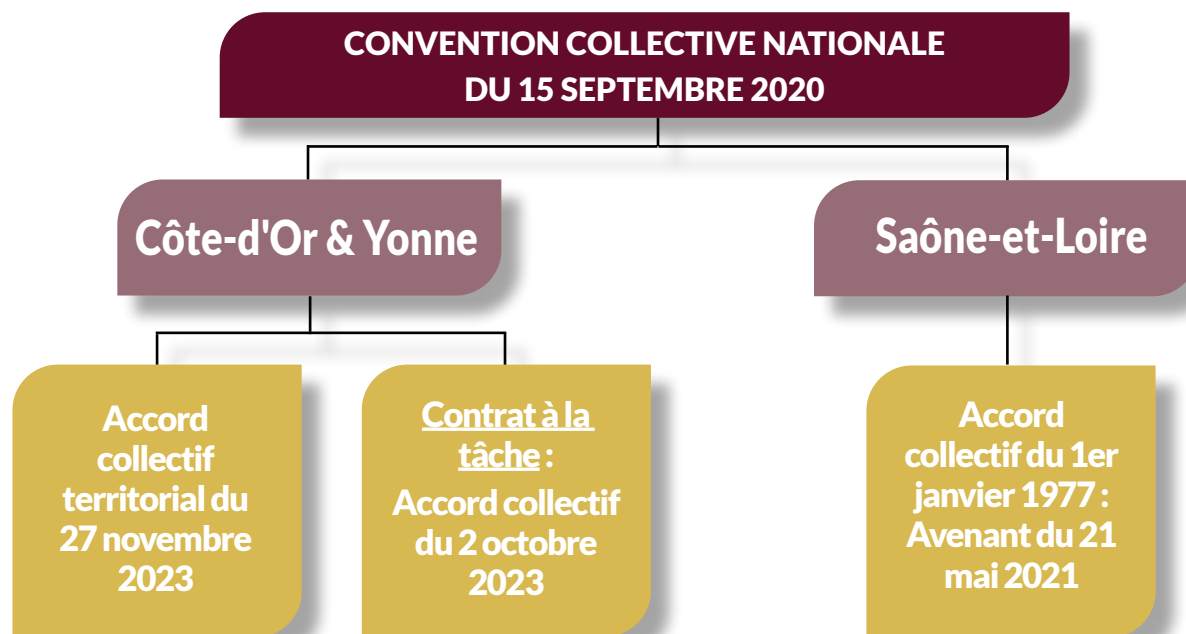 CONVENTION COLLECTIVE NATIONALE
DU 15 SEPTEMBRE 2020
Côte-d'Or & Yonne
Saône-et-Loire
Accord
collectif
territorial du
27 novembre
2023
Contrat à la
tâche :
Accord collectif
du 2 octobre
2023
Accord
collectif du 1er
janvier 1977 :
Avenant du 21
mai 2021